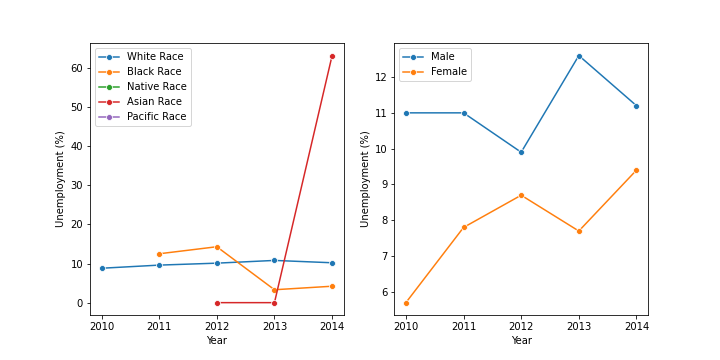 White Race
Black Race
Native Race
Asian Race
Pacific Race
Unemployment (%)
60
50
40
30
20
10
0
2010 2011 2012 2013 2014
Year
Male
Female
Unemployment (%)
12
11
10
9
8
7
6
2010 2011 2012 2013 2014
Year